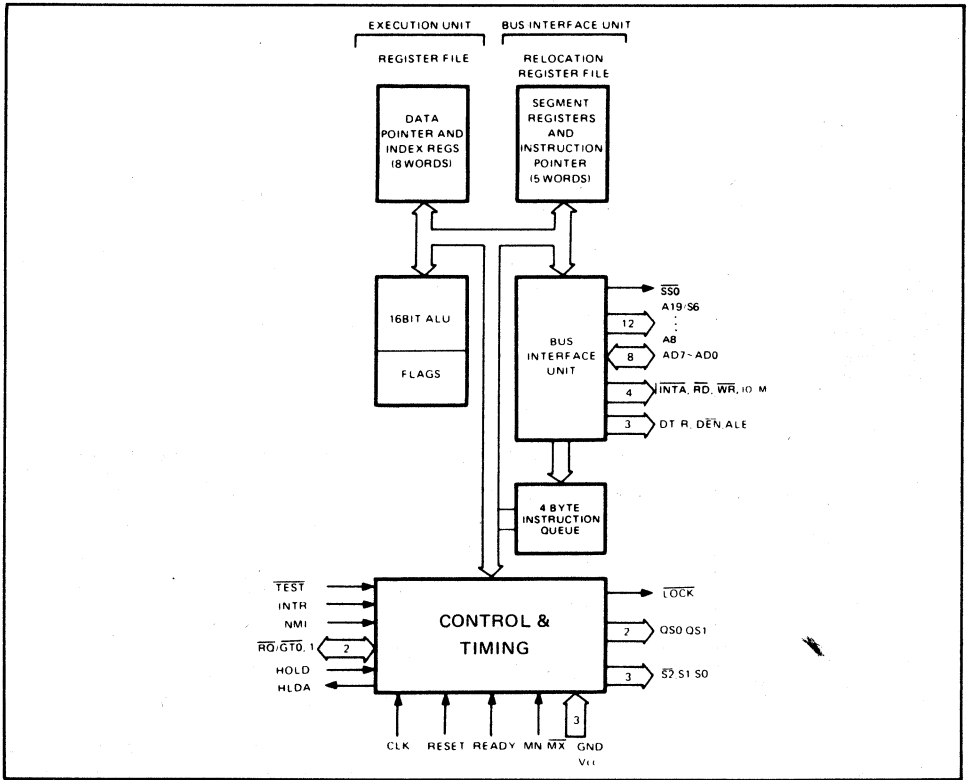 EXECUTION UNIT
BUS INTERFACE UNIT
REGISTER FILE
RELOCATION
REGISTER FILE
DATA
POINTER AND
INDEX REGS
(8 WORDS)
SEGMENT
REGISTERS
AND
INSTRUCTION
POINTER
(5 WORDS)
16BIT ALU
FLAGS
BUS
INTERFACE
UNIT
SS0
12
A19/S6
A8
8
AD7~AD0
4
INTA, RD, WR, IO M
3
DT R, DEN, ALE
4 BYTE
INSTRUCTION
QUEUE
TEST
INTR
NMI
RQ/GT0, 1
2
HOLD
HLDA
CONTROL &
TIMING
LOCK
2
QS0 QS1
3
S2 S1 S0
CLK
RESET
READY
MN MX
3
GND
Vcc